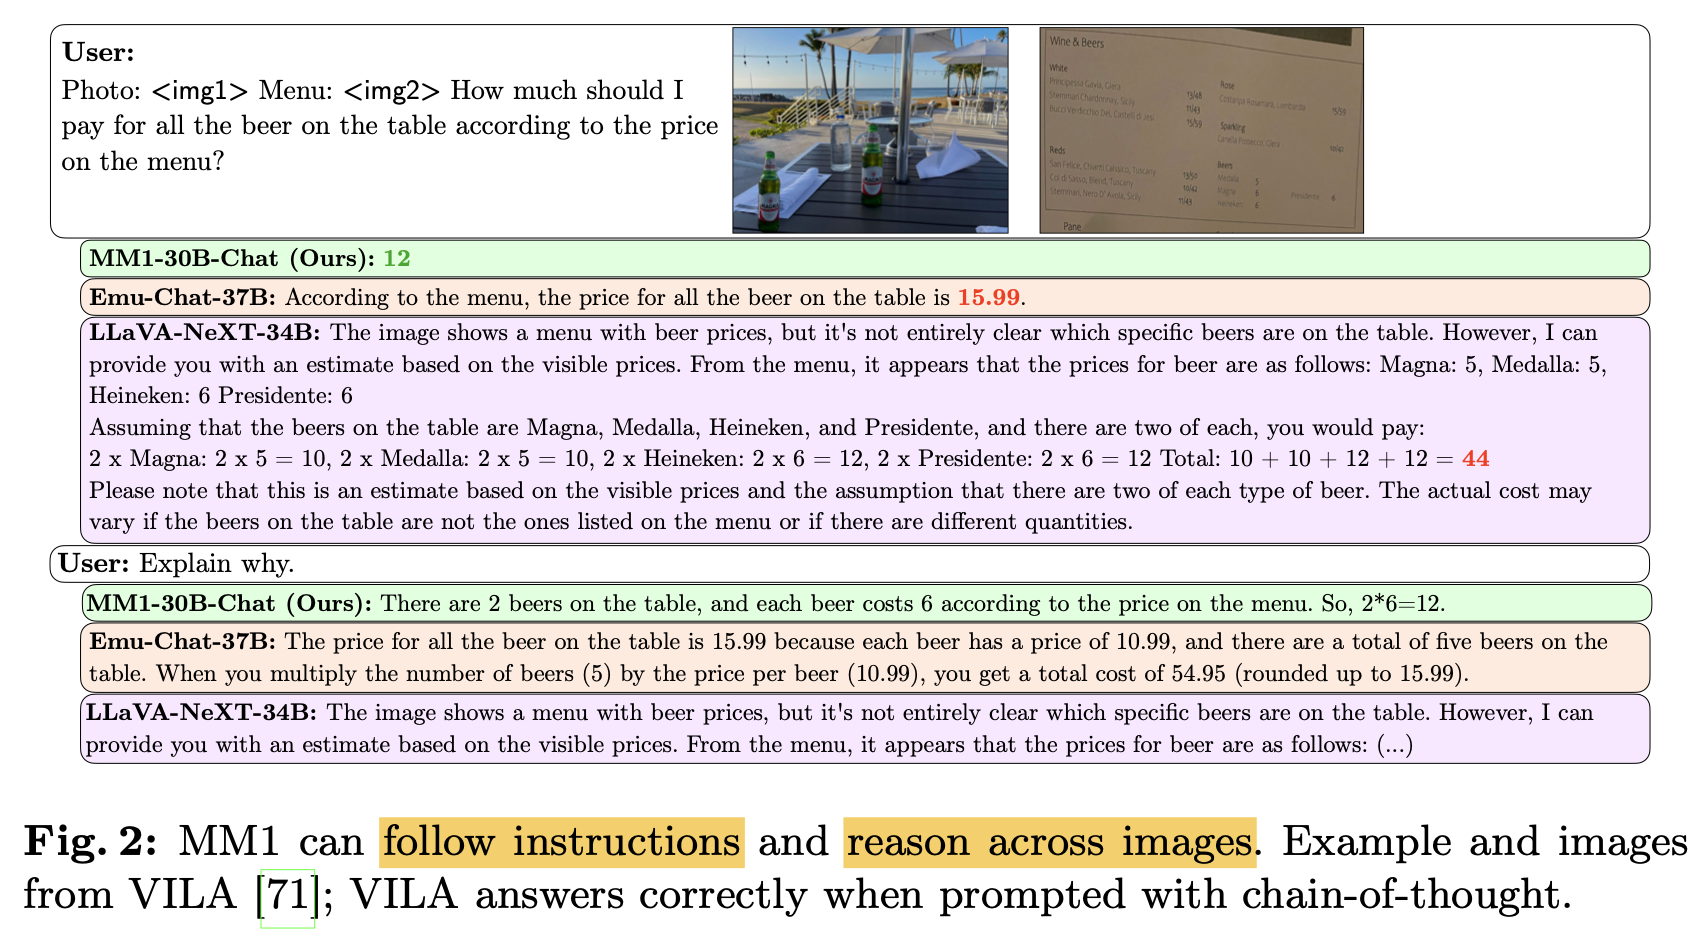 User:
Photo: <img1> Menu: <img2> How much should I
pay for all the beer on the table according to the price
on the menu?
MAGNA
Wine & Beers
White
Principessa Gavia, Ciera
Stemmari Chardonnay, Sicily
Bucci Verdicchio Dei, Castelli di Jesi
13/48
11/43
15/59
Rose
15/59
Sparkling
10/42
Reds
San Felice, Chianti Calssico, Tuscany
Col di Sasso, Blend, Tuscany
Stemmari, Nero D' Avola, Sicily
13/50
10/42
11/43
Beers
Medalla 5
Magna 6
Heineken 6
Presidente 6
Pane
MM1-30B-Chat (Ours): 12
Emu-Chat-37B: According to the menu, the price for all the beer on the table is 15.99.
LLaVA-NeXT-34B: The image shows a menu with beer prices, but it's not entirely clear which specific beers are on the table. However, I can
provide you with an estimate based on the visible prices. From the menu, it appears that the prices for beer are as follows: Magna: 5, Medalla: 5,
Heineken: 6 Presidente: 6
Assuming that the beers on the table are Magna, Medalla, Heineken, and Presidente, and there are two of each, you would pay:
2 x Magna: 2 x 5 = 10, 2 x Medalla: 2 x 5 = 10, 2 x Heineken: 2 x 6 = 12, 2 x Presidente: 2 x 6 = 12 Total: 10 + 10 + 12 + 12 = 44
Please note that this is an estimate based on the visible prices and the assumption that there are two of each type of beer. The actual cost may
vary if the beers on the table are not the ones listed on the menu or if there are different quantities.
User: Explain why.
MM1-30B-Chat (Ours): There are 2 beers on the table, and each beer costs 6 according to the price on the menu. So, 2*6=12.
Emu-Chat-37B: The price for all the beer on the table is 15.99 because each beer has a price of 10.99, and there are a total of five beers on the
table. When you multiply the number of beers (5) by the price per beer (10.99), you get a total cost of 54.95 (rounded up to 15.99).
LLaVA-NeXT-34B: The image shows a menu with beer prices, but it's not entirely clear which specific beers are on the table. However, I can
provide you with an estimate based on the visible prices. From the menu, it appears that the prices for beer are as follows: (...)
Fig. 2: MM1 can follow instructions and reason across images. Example and images
from VILA [71]; VILA answers correctly when prompted with chain-of-thought.